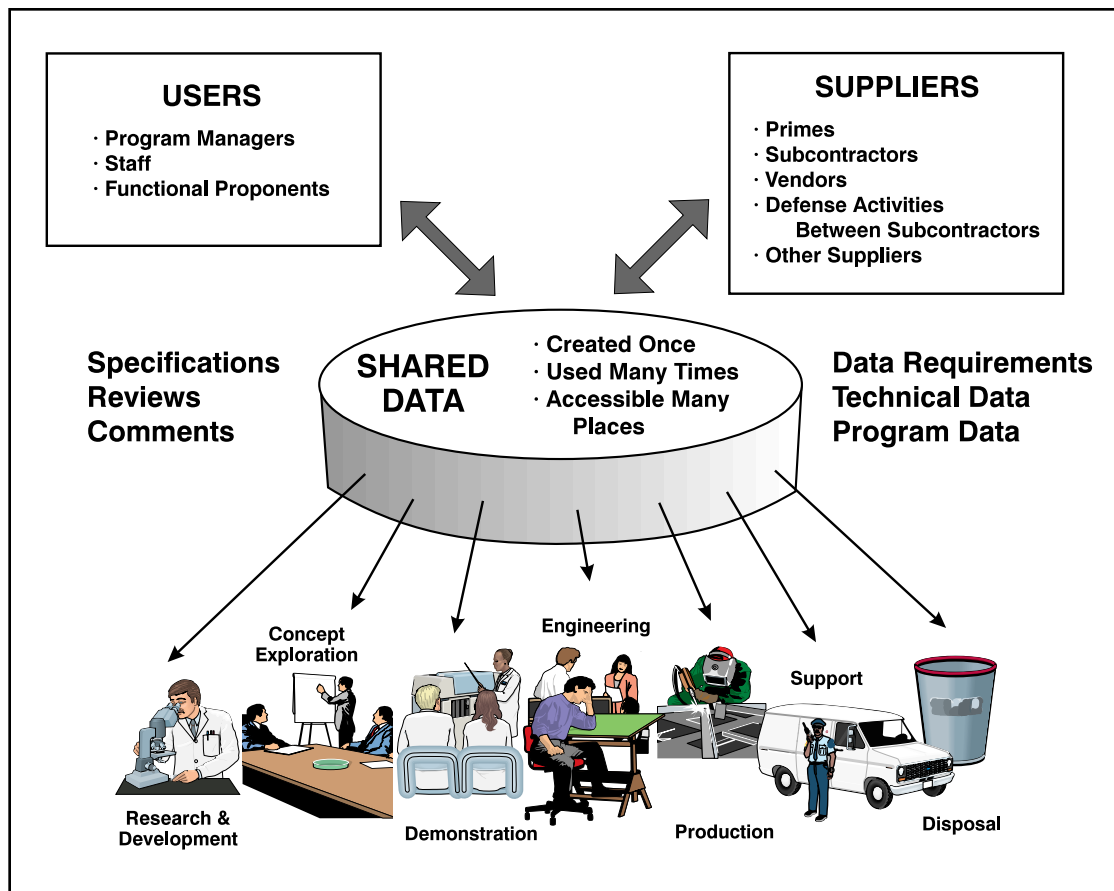 USERS
· Program Managers
· Staff
· Functional Proponents
SUPPLIERS
· Primes
· Subcontractors
· Vendors
· Defense Activities
Between Subcontractors
· Other Suppliers
Specifications
Reviews
Comments
SHARED
DATA
· Created Once
· Used Many Times
· Accessible Many
Places
Data Requirements
Technical Data
Program Data
Concept
Exploration
Engineering
Support
Research &
Development
Demonstration
Production
Disposal